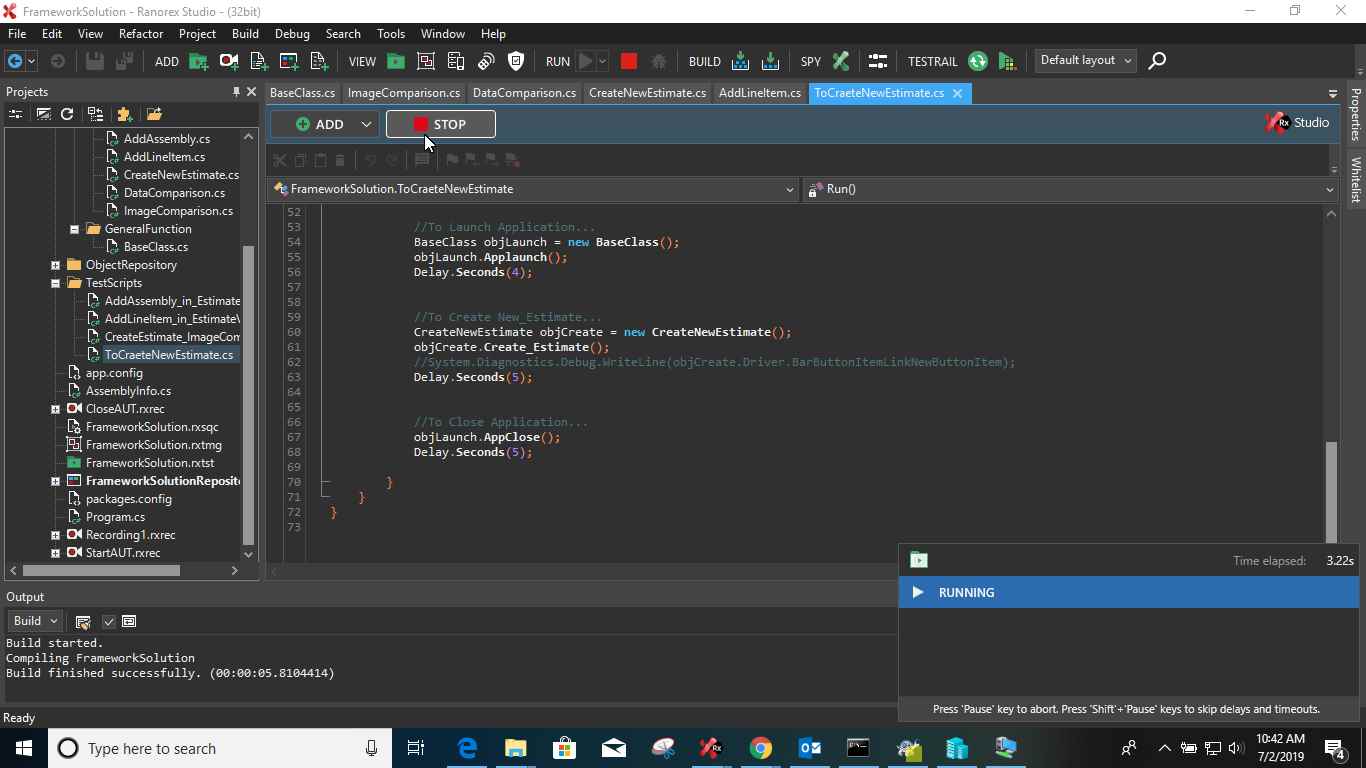 FrameworkSolution - Ranorex Studio - (32bit)
File Edit View Refactor Project Build Debug Search Tools Window Help
ADD VIEW RUN BUILD SPY TESTRAIL Default layout
Projects
BaseClass.cs ImageComparison.cs DataComparison.cs CreateNewEstimate.cs AddLineItem.cs ToCraeteNewEstimate.cs
Properties
Whitelist
ADD STOP
Rx Studio
FrameworkSolution.ToCraeteNewEstimate Run()
AddAssembly.cs
AddLineItem.cs
CreateNewEstimate.cs
DataComparison.cs
ImageComparison.cs
GeneralFunction
BaseClass.cs
ObjectRepository
TestScripts
AddAssembly_in_Estimate
AddLineItem_in_Estimate\
CreateEstimate_ImageCom
ToCraeteNewEstimate.cs
app.config
AssemblyInfo.cs
CloseAUT.rxrec
FrameworkSolution.rxsqc
FrameworkSolution.rxtmg
FrameworkSolution.rxtst
FrameworkSolutionReposit
packages.config
Program.cs
Recording1.rxrec
StartAUT.rxrec
52
53 //To Launch Application...
54 BaseClass objLaunch = new BaseClass();
55 objLaunch.Applaunch();
56 Delay.Seconds(4);
57
58
59 //To Create New_Estimate...
60 CreateNewEstimate objCreate = new CreateNewEstimate();
61 objCreate.Create_Estimate();
62 //System.Diagnostics.Debug.WriteLine(objCreate.Driver.BarButtonItemLinkNewButtonItem);
63 Delay.Seconds(5);
64
65
66 //To Close Application...
67 objLaunch.AppClose();
68 Delay.Seconds(5);
69
70 }
71 }
72 }
73
Time elapsed: 3.22s
RUNNING
Press 'Pause' key to abort. Press 'Shift'+'Pause' keys to skip delays and timeouts.
Output
Build
Build started.
Compiling FrameworkSolution
Build finished successfully. (00:00:05.8104414)
Ready
Type here to search
10:42 AM
7/2/2019
4